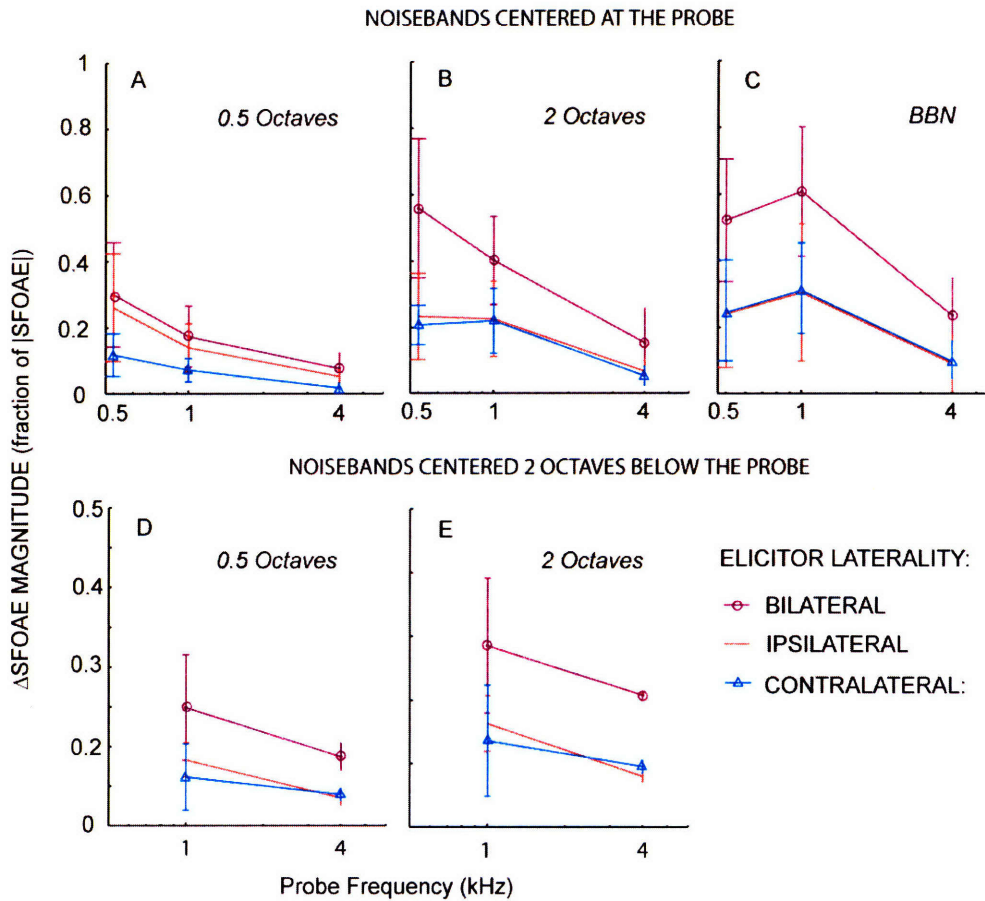 NOISEBANDS CENTERED AT THE PROBE
A
0.5 Octaves
B
2 Octaves
C
BBN
1
0.8
0.6
0.4
0.2
0
0.5 1 4
0.5 1 4
0.5 1 4
ΔSFOAE MAGNITUDE (fraction of |SFOAE|)
NOISEBANDS CENTERED 2 OCTAVES BELOW THE PROBE
D
0.5 Octaves
E
2 Octaves
0.5
0.4
0.3
0.2
0
1 4
1 4
Probe Frequency (kHz)
ELICITOR LATERALITY:
BILATERAL
IPSILATERAL
CONTRALATERAL: